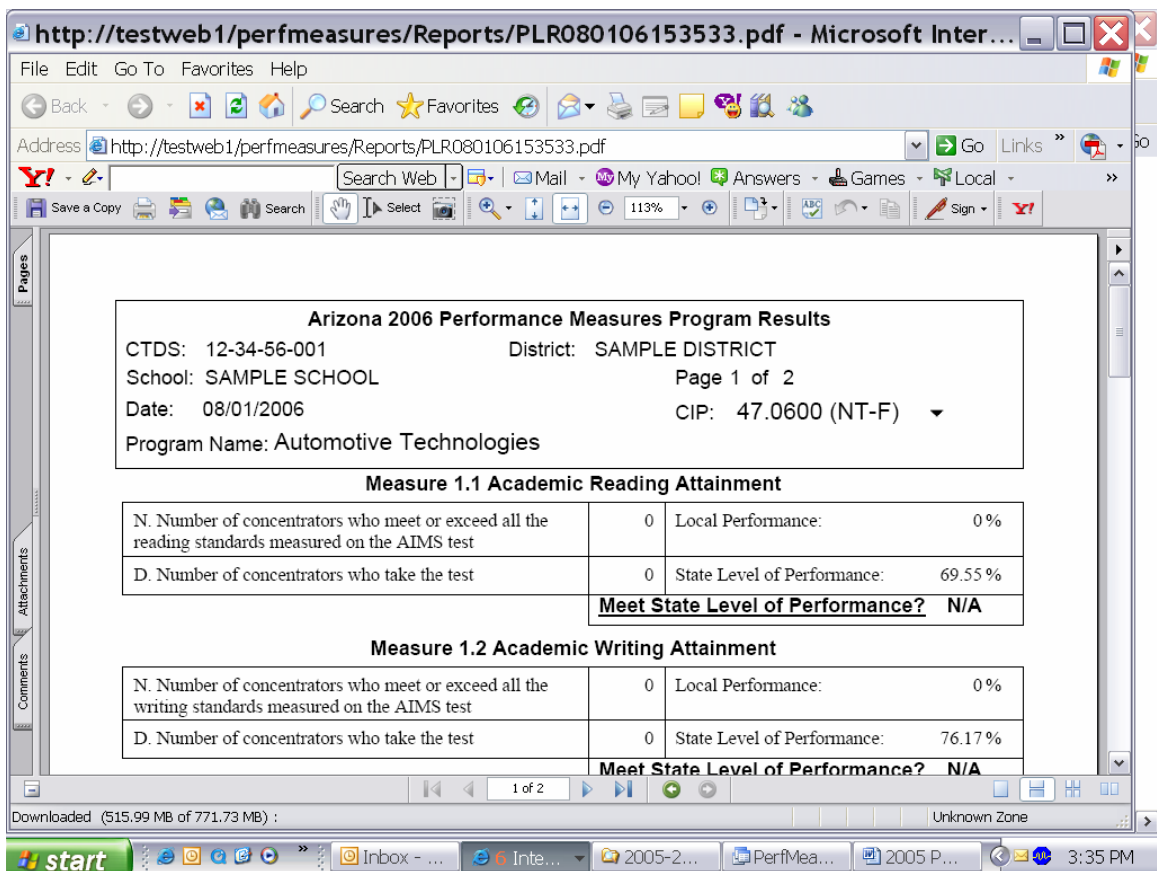 http://testweb1/perfmeasures/Reports/PLR080106153533.pdf - Microsoft Inter...
File Edit Go To Favorites Help
Back Search Favorites
Address http://testweb1/perfmeasures/Reports/PLR080106153533.pdf Go Links » Go
Y! Search Web Mail My Yahoo! Answers Games Local »
Save a Copy Search Select 113% Sign Y!
Pages
Arizona 2006 Performance Measures Program Results
CTDS: 12-34-56-001 District: SAMPLE DISTRICT
School: SAMPLE SCHOOL Page 1 of 2
Date: 08/01/2006 CIP: 47.0600 (NT-F)
Program Name: Automotive Technologies
Measure 1.1 Academic Reading Attainment
N. Number of concentrators who meet or exceed all the 0 Local Performance: 0 %
reading standards measured on the AIMS test
D. Number of concentrators who take the test 0 State Level of Performance: 69.55 %
Meet State Level of Performance? N/A
Attachments
Measure 1.2 Academic Writing Attainment
Comments
N. Number of concentrators who meet or exceed all the 0 Local Performance: 0 %
writing standards measured on the AIMS test
D. Number of concentrators who take the test 0 State Level of Performance: 76.17 %
Meet State Level of Performance? N/A
1 of 2
Downloaded (515.99 MB of 771.73 MB) : Unknown Zone
start » Inbox - ... 6 Inte... 2005-2... PerfMea... 2005 P... 3:35 PM